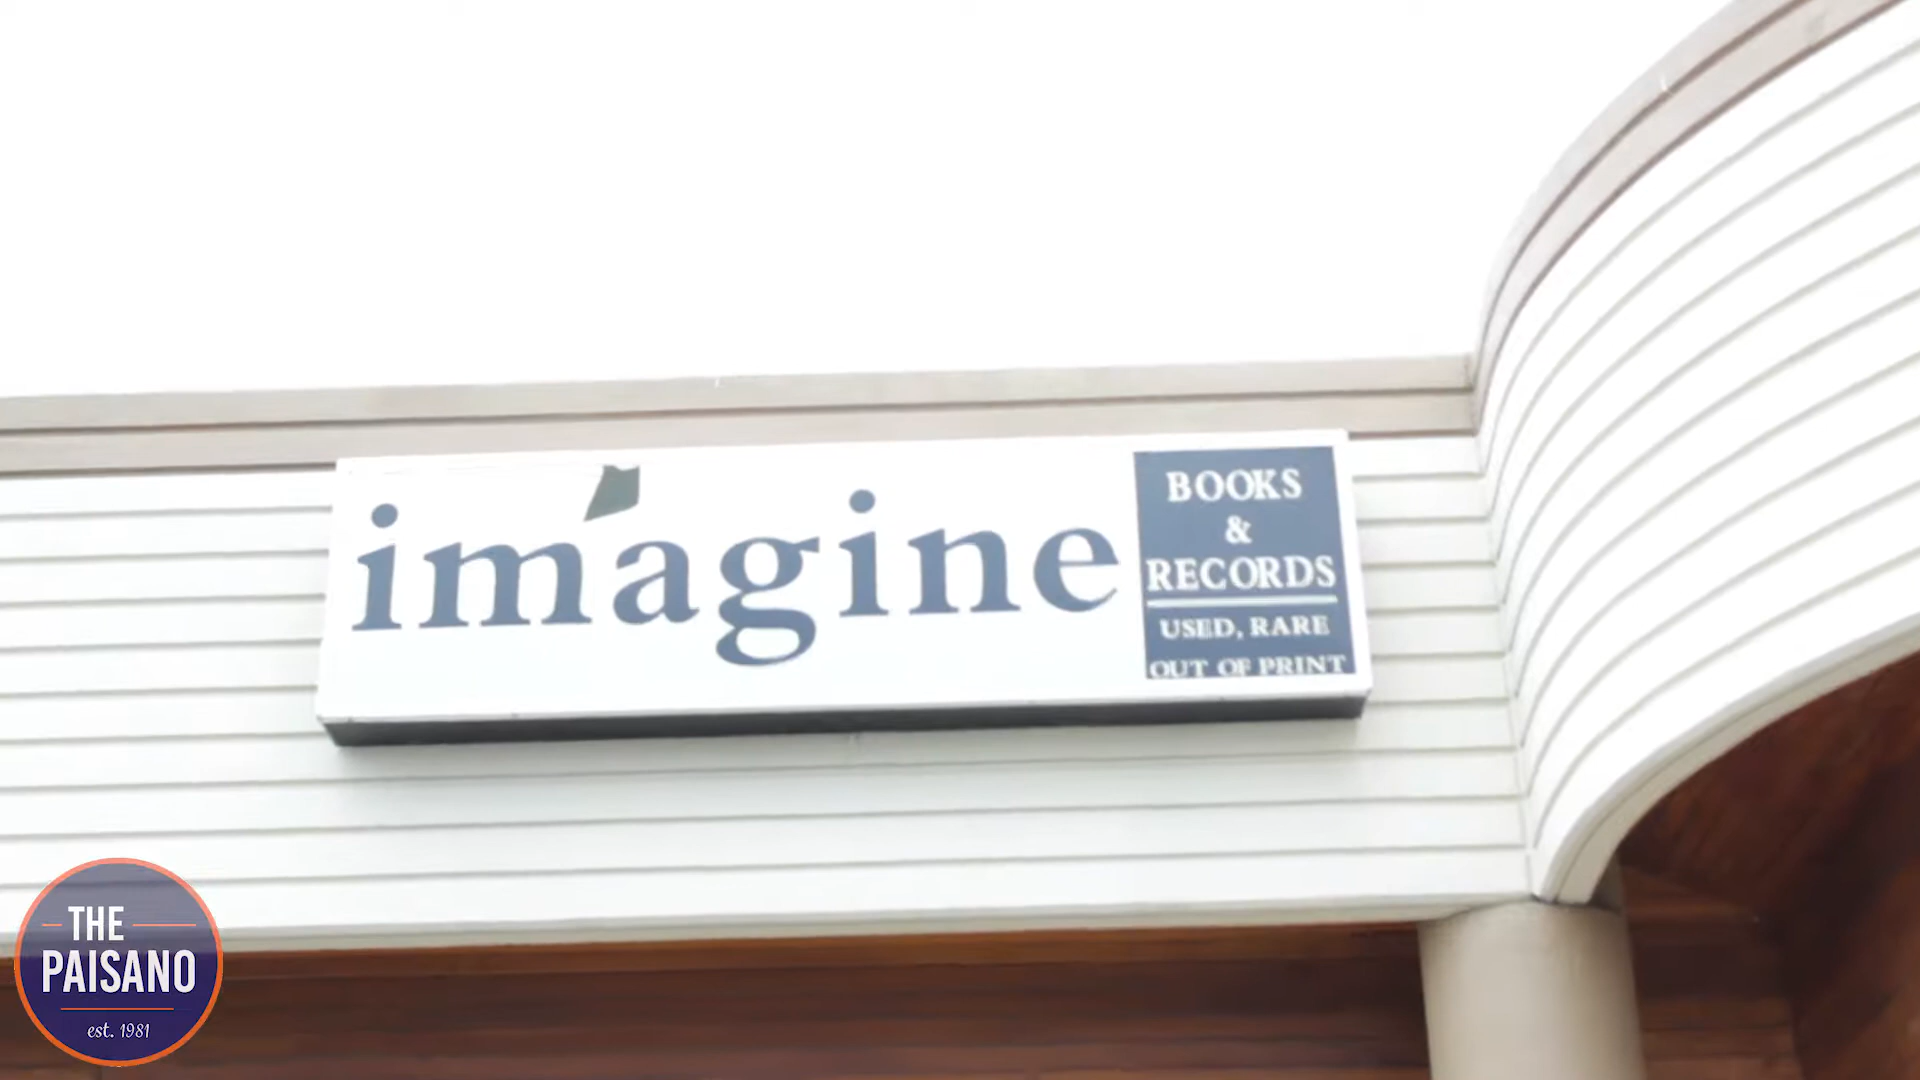 imagine
BOOKS
&
RECORDS
USED, RARE
OUT OF PRINT
THE
PAISANO
est. 1981